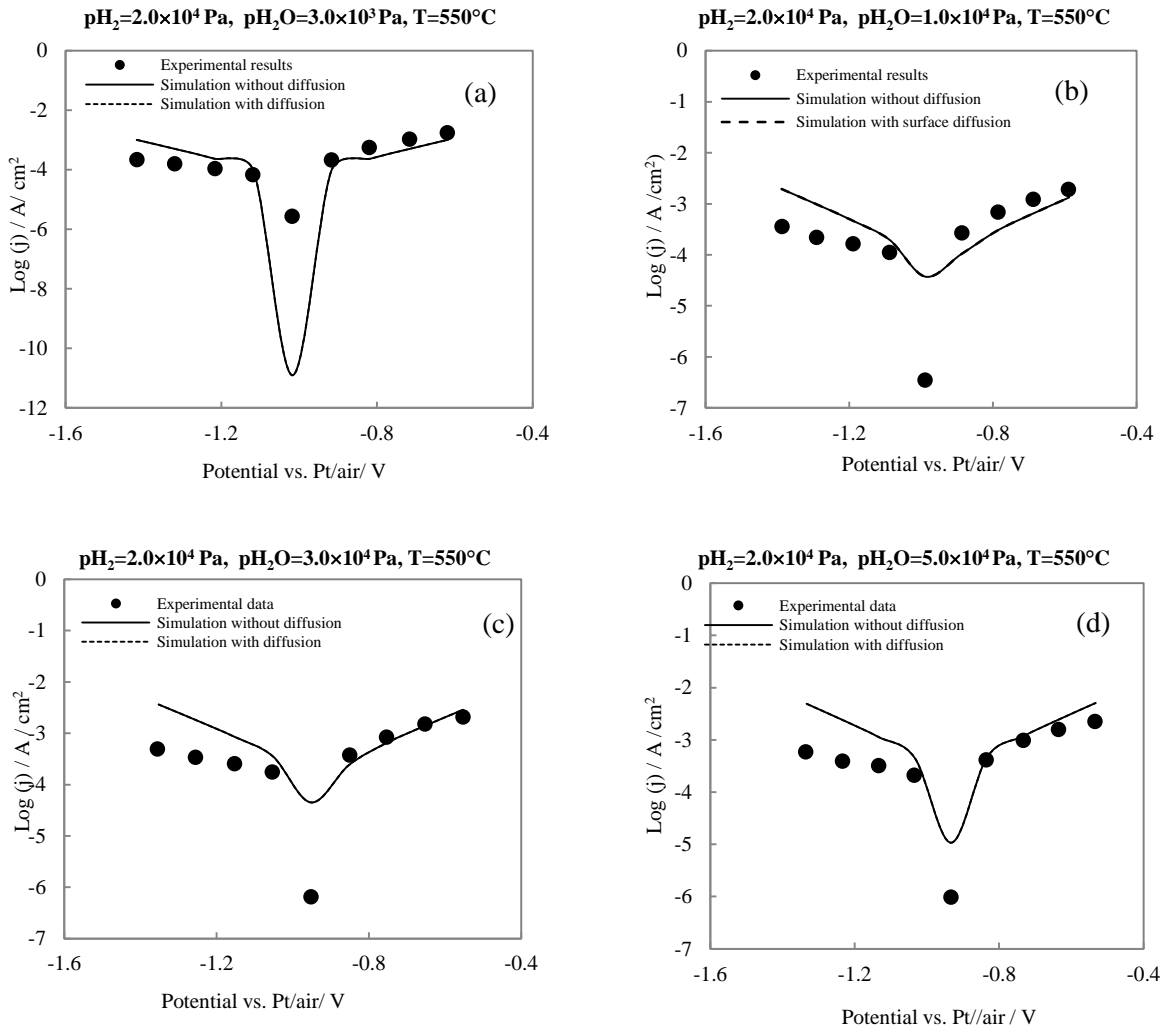 pH₂=2.0×10⁴ Pa, pH₂O=3.0×10³ Pa, T=550°C
0
-2
-4
-6
-8
-10
-12
Log (j) / A/ cm²
Experimental results
Simulation without diffusion
Simulation with diffusion
(a)
-1.6
-1.2
-0.8
-0.4
Potential vs. Pt/air/ V
pH₂=2.0×10⁴ Pa, pH₂O=1.0×10⁴ Pa, T=550°C
0
-1
-2
-3
-4
-5
-6
-7
Log (j) / A /cm²)
Experimental results
Simulation without diffusion
Simulation with surface diffusion
(b)
-1.6
-1.2
-0.8
-0.4
Potential vs. Pt/air/ V
pH₂=2.0×10⁴ Pa, pH₂O=3.0×10⁴ Pa, T=550°C
0
-1
-2
-3
-4
-5
-6
-7
Log (j) / A /cm²
Experimental data
Simulation without diffusion
Simulation with diffusion
(c)
-1.6
-1.2
-0.8
-0.4
Potential vs. Pt/air/ V
pH₂=2.0×10⁴ Pa, pH₂O=5.0×10⁴ Pa, T=550°C
0
-1
-2
-3
-4
-5
-6
-7
Log (j) / A /cm²
Experimental data
Simulation without diffusion
Simulation with diffusion
(d)
-1.6
-1.2
-0.8
-0.4
Potential vs. Pt//air / V